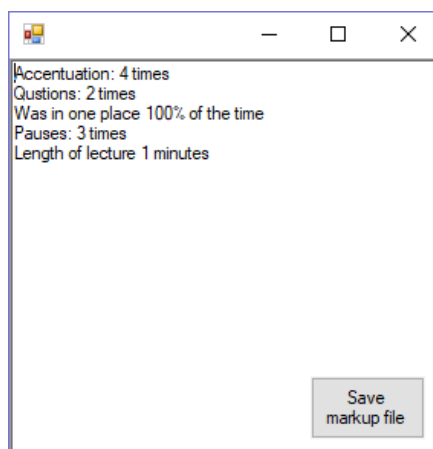 Accentuation: 4 times
Qustions: 2 times
Was in one place 100% of the time
Pauses: 3 times
Length of lecture 1 minutes
Save
markup file